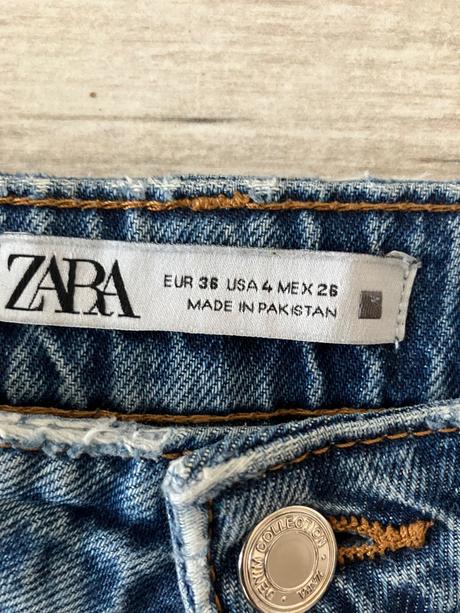 ZARA
EUR 36 USA 4 MEX 26
MADE IN PAKISTAN
DENIM COLLECTION